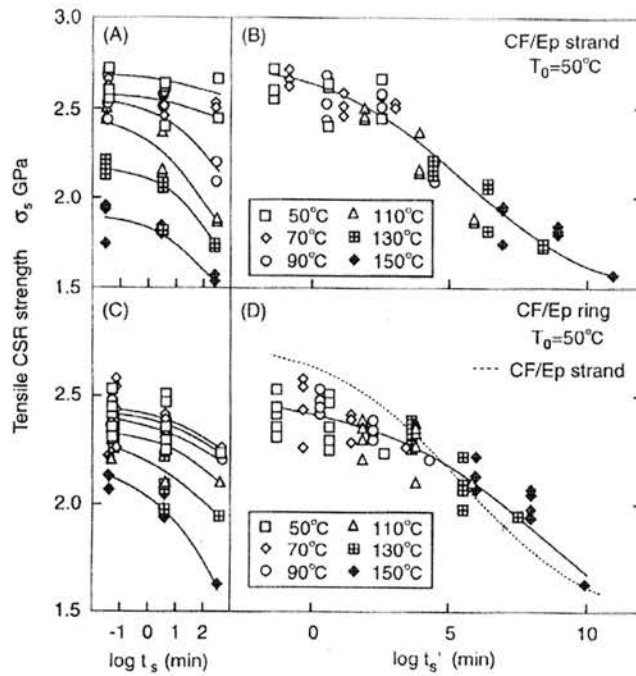 Tensile CSR strength σs GPa
3.0
2.5
2.0
1.5
2.5
2.0
1.5
(A)
(B)
CF/Ep strand
T0=50°C
50°C
110°C
70°C
130°C
90°C
150°C
(C)
(D)
CF/Ep ring
T0=50°C
CF/Ep strand
50°C
110°C
70°C
130°C
90°C
150°C
-1 0 1 2
0 5 10
log ts (min)
log ts' (min)